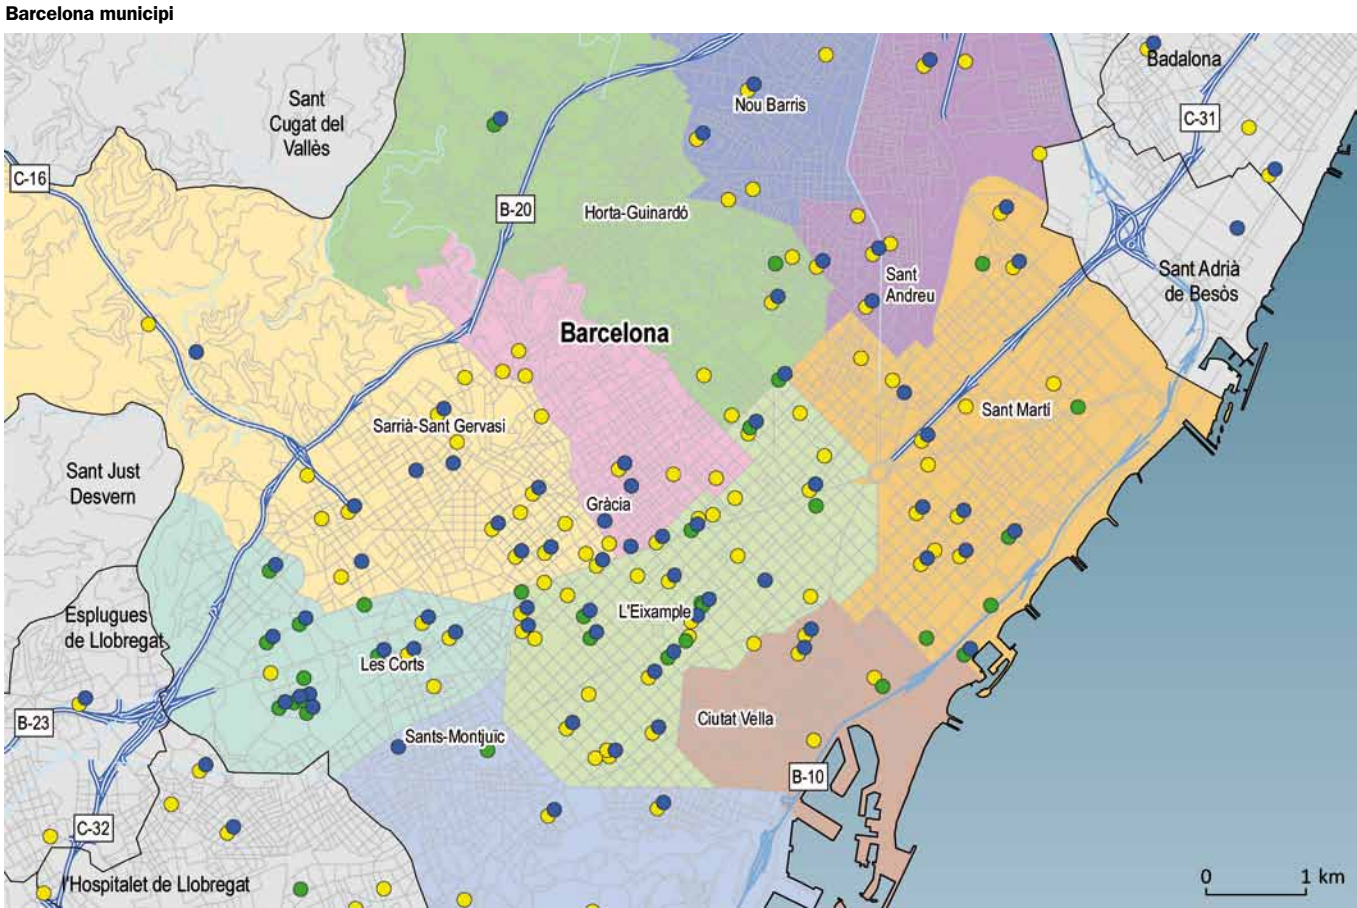 Barcelona municipi
Badalona
Sant
Cugat del
Vallès
Nou Barris
C-31
C-16
B-20
Horta-Guinardó
Sant Adrià
de Besòs
Sant
Andreu
Barcelona
Sant Martí
Sarrià-Sant Gervasi
Sant Just
Desvern
Gràcia
Esplugues
de Llobregat
L'Eixample
Les Corts
B-23
Ciutat Vella
Sants-Montjuic
B-10
C-32
l'Hospitalet de Llobregat
0 1 km